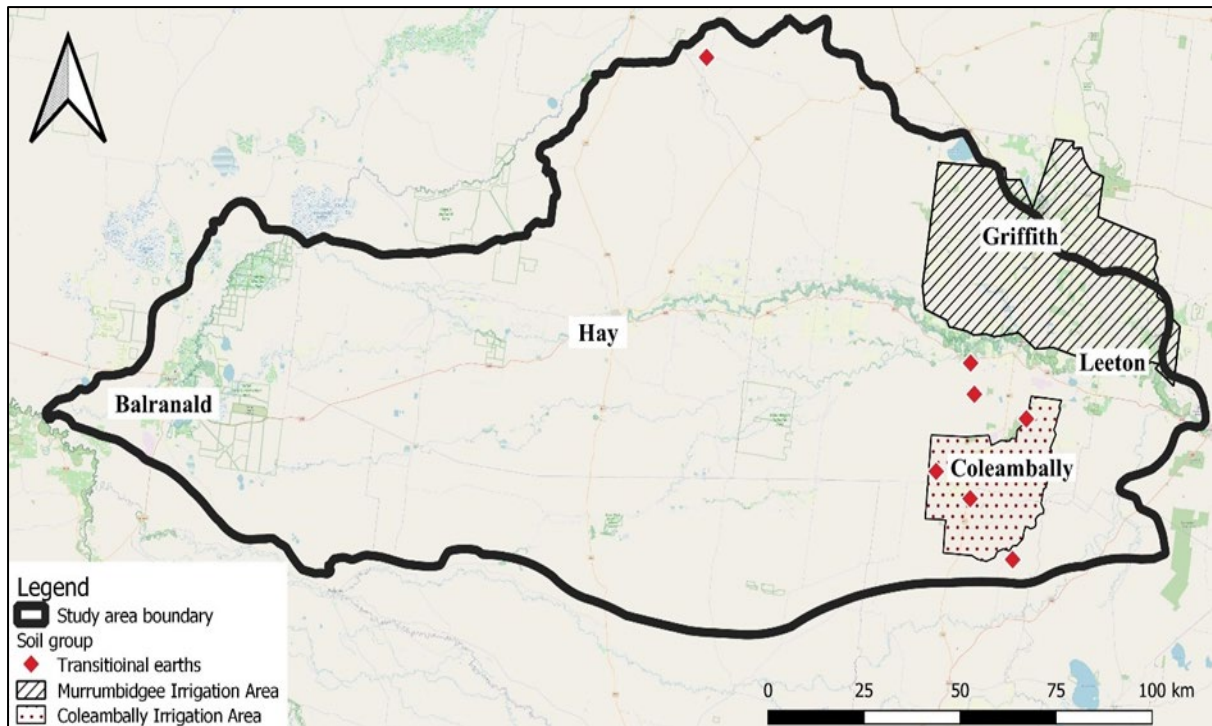 Griffith
Hay
Leeton
Balranald
Coleambally
Legend
Study area boundary
Soil group
Transitioinal earths
Murrumbidgee Irrigation Area
Coleambally Irrigation Area
0 25 50 75 100 km